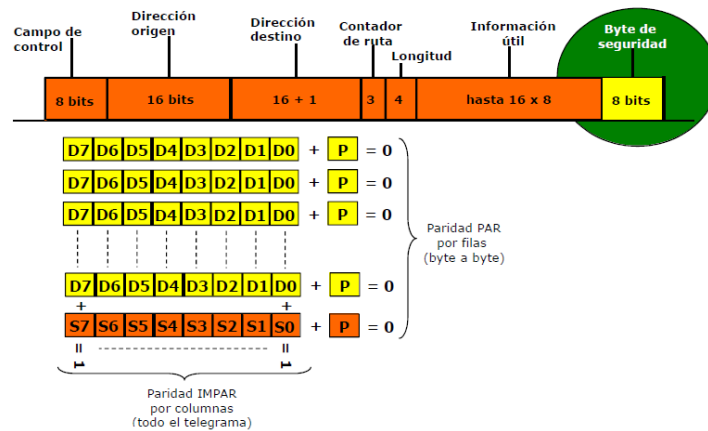 Campo de
control
Dirección
origen
Dirección
destino
Contador
de ruta
Longitud
Información
útil
Byte de
seguridad
8 bits 16 bits 16 + 1 3 4 hasta 16 x 8 8 bits
D7 D6 D5 D4 D3 D2 D1 D0 + P = 0
D7 D6 D5 D4 D3 D2 D1 D0 + P = 0
D7 D6 D5 D4 D3 D2 D1 D0 + P = 0
D7 D6 D5 D4 D3 D2 D1 D0 + P = 0
+ +
S7 S6 S5 S4 S3 S2 S1 S0 + P = 0
= =
1 1
Paridad PAR
por filas
(byte a byte)
Paridad IMPAR
por columnas
(todo el telegrama)